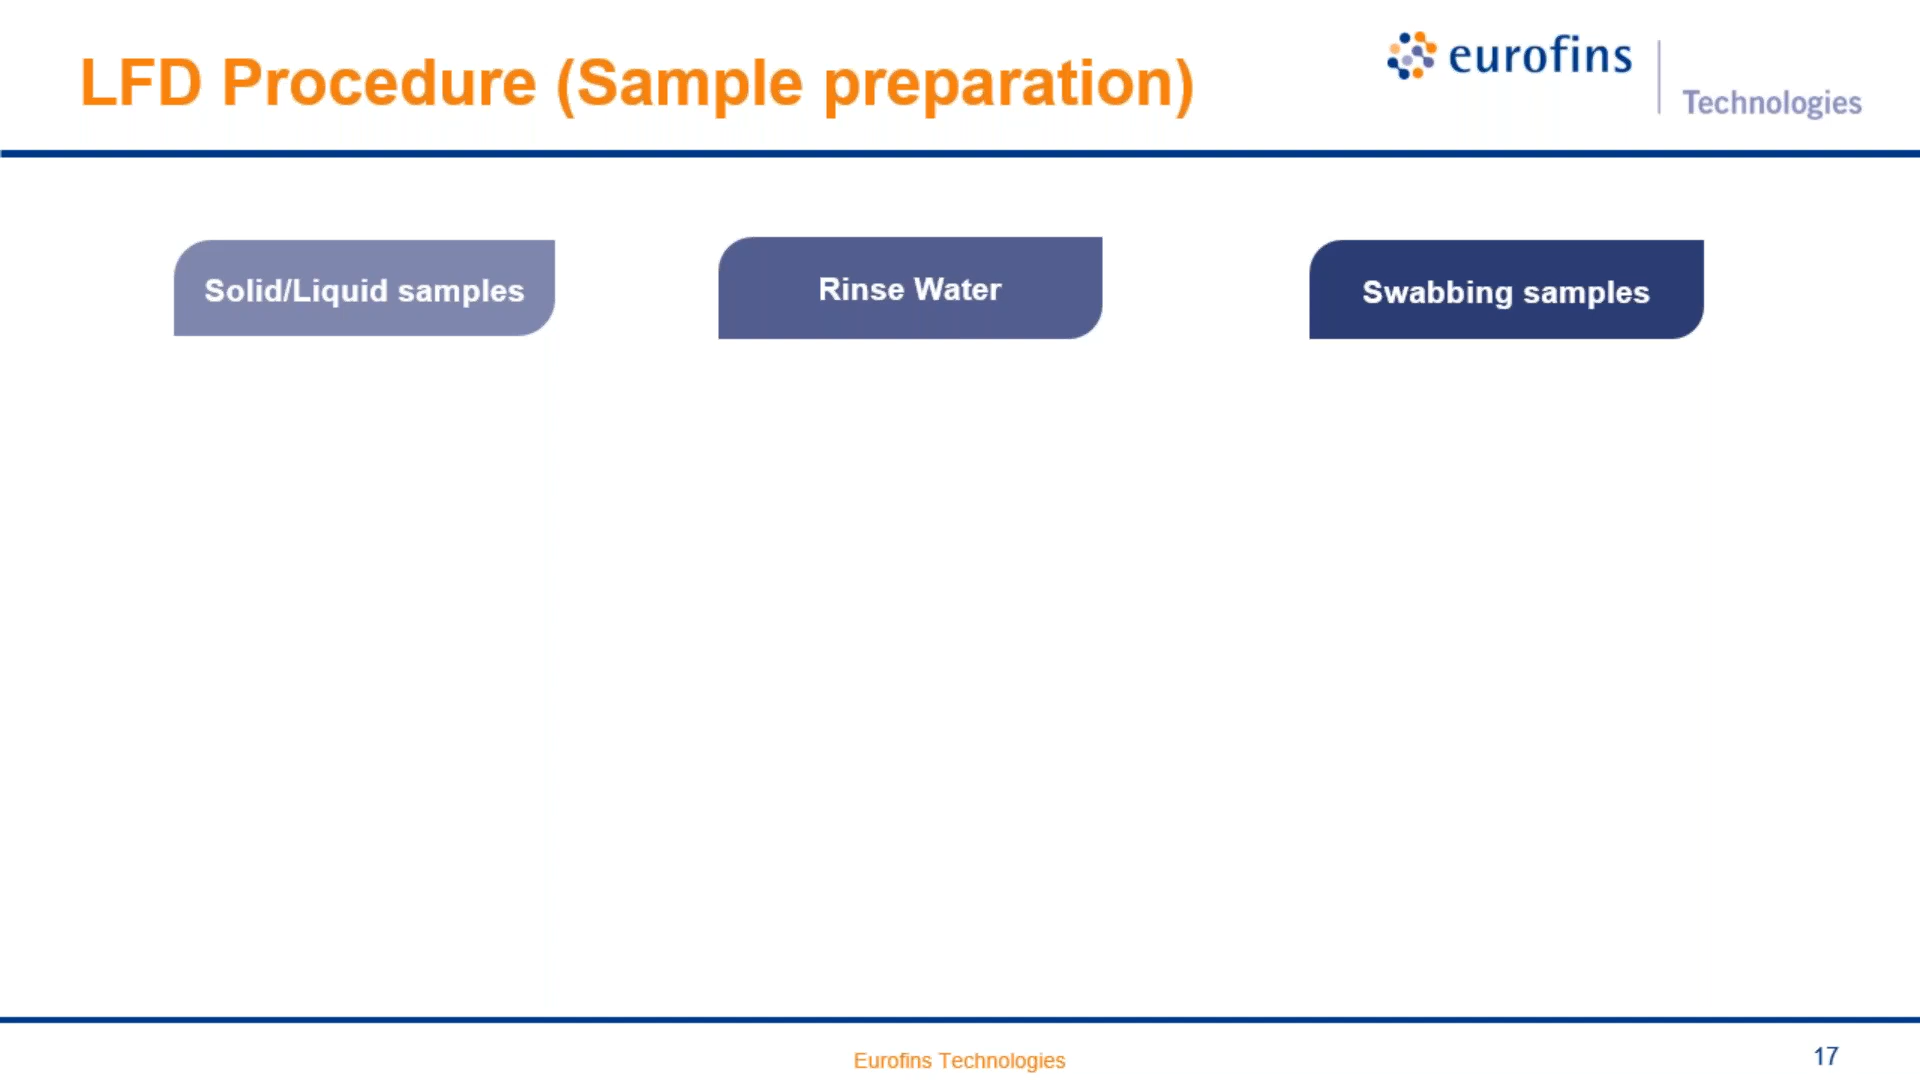 LFD Procedure (Sample preparation)
eurofins
Technologies
Solid/Liquid samples
Rinse Water
Swabbing samples
Eurofins Technologies
17